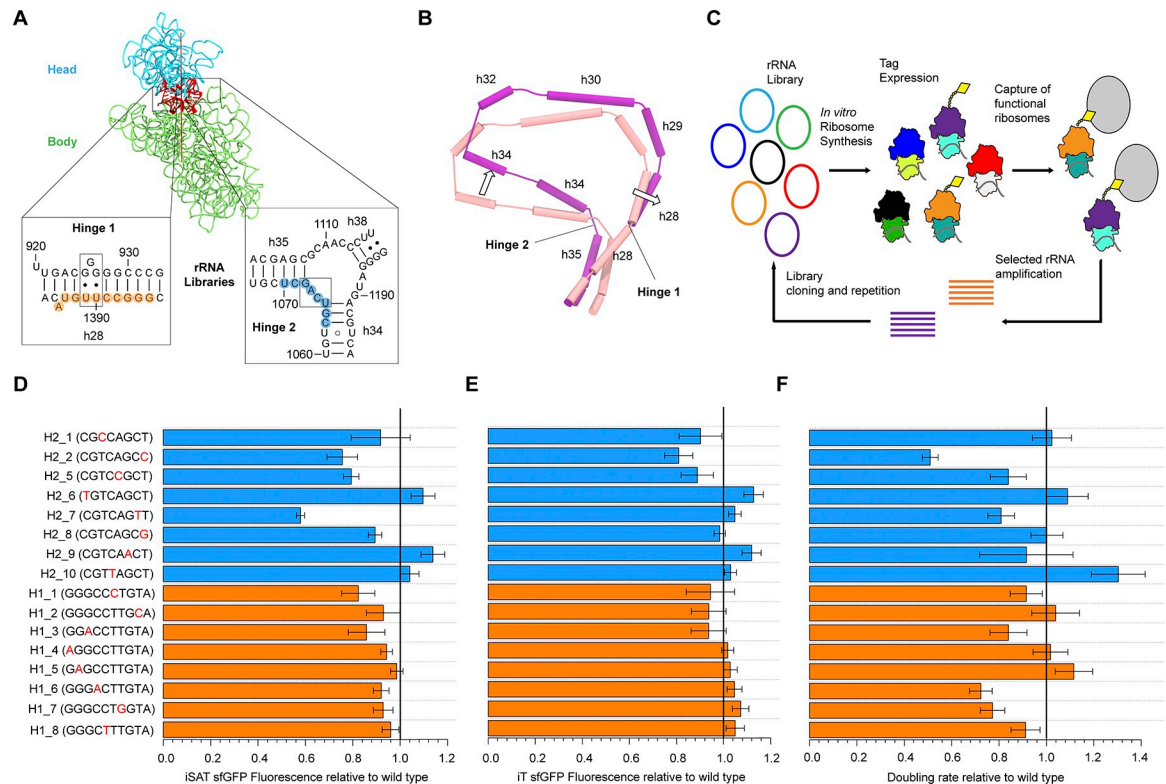 A
Head
Body
Hinge 1
920
930
G
U U G A C G G G G C C C G
A C A U G U U C C G G G C
1390
h28
rRNA
Libraries
1110
h38
h35
A C G A G C G C A A C C C U U
G G G G A U
U C G U C G A C U G C U G U
1070
1190
Hinge 2
A C G U C A
h34
1060
B
h32
h30
h29
h34
h34
h28
Hinge 2
h35
h28
Hinge 1
C
rRNA
Library
Tag
Expression
Capture of
functional
ribosomes
In vitro
Ribosome
Synthesis
Selected rRNA
amplification
Library
cloning and repetition
D
H2_1 (CGCCAGCT)
H2_2 (CGTCAGCC)
H2_5 (CGTCCGCT)
H2_6 (TGTCAGCT)
H2_7 (CGTCAGTT)
H2_8 (CGTCAGCG)
H2_9 (CGTCAACT)
H2_10 (CGTTAGCT)
H1_1 (GGGCCCTGTA)
H1_2 (GGGCCTTGCA)
H1_3 (GGACCTTGTA)
H1_4 (AGGCCTTGTA)
H1_5 (GAGCCTTGTA)
H1_6 (GGGACTTGTA)
H1_7 (GGGCCTGGTA)
H1_8 (GGGCTTTGTA)
0.0 0.2 0.4 0.6 0.8 1.0 1.2
iSAT sfGFP Fluorescence relative to wild type
E
0.0 0.2 0.4 0.6 0.8 1.0 1.2
iT sfGFP Fluorescence relative to wild type
F
0.0 0.2 0.4 0.6 0.8 1.0 1.2 1.4
Doubling rate relative to wild type